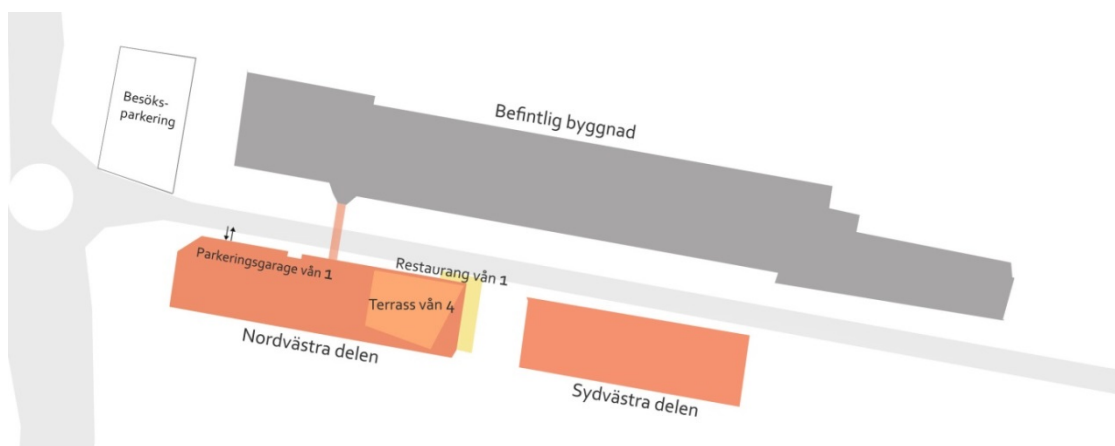 Besöks-
parkering
Befintlig byggnad
Parkeringsgarage vån 1
Restaurang vån 1
Terrass vån 4
Nordvästra delen
Sydvästra delen